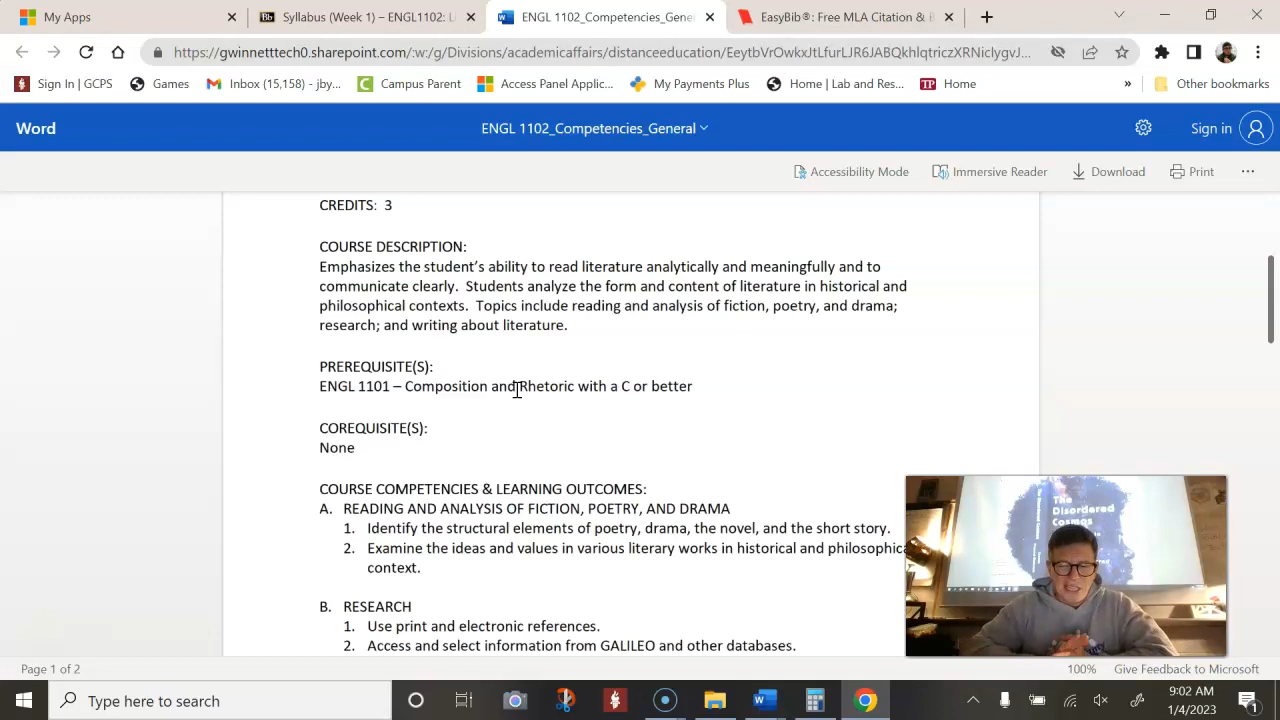 My Apps
Bb Syllabus (Week 1) – ENGL1102: Li
ENGL 1102_Competencies_Gener
EasyBib®: Free MLA Citation &
https://gwinnetttech0.sharepoint.com/:w:/g/Divisions/academicaffairs/distanceeducation/
Sign In | GCPS
Games
Inbox (15,158) - jby...
Campus Parent
Access Panel Applic...
My Payments Plus
Home | Lab and Res...
TP Home
»
Other bookmarks
Word
ENGL 1102_Competencies_General
Sign in
Accessibility Mode
Immersive Reader
Download
Print
...
CREDITS: 3
COURSE DESCRIPTION:
Emphasizes the student's ability to read literature analytically and meaningfully and to
communicate clearly. Students analyze the form and content of literature in historical and
philosophical contexts. Topics include reading and analysis of fiction, poetry, and drama;
research; and writing about literature.
PREREQUISITE(S):
ENGL 1101 – Composition and Rhetoric with a C or better
COREQUISITE(S):
None
COURSE COMPETENCIES & LEARNING OUTCOMES:
A. READING AND ANALYSIS OF FICTION, POETRY, AND DRAMA
1. Identify the structural elements of poetry, drama, the novel, and the short story.
2. Examine the ideas and values in various literary works in historical and philosophica
context.
B. RESEARCH
1. Use print and electronic references.
2. Access and select information from GALILEO and other databases.
The
Disordered
Cosmos
Page 1 of 2
100%
Give Feedback to Microsoft
Type here to search
9:02 AM
1/4/2023
1